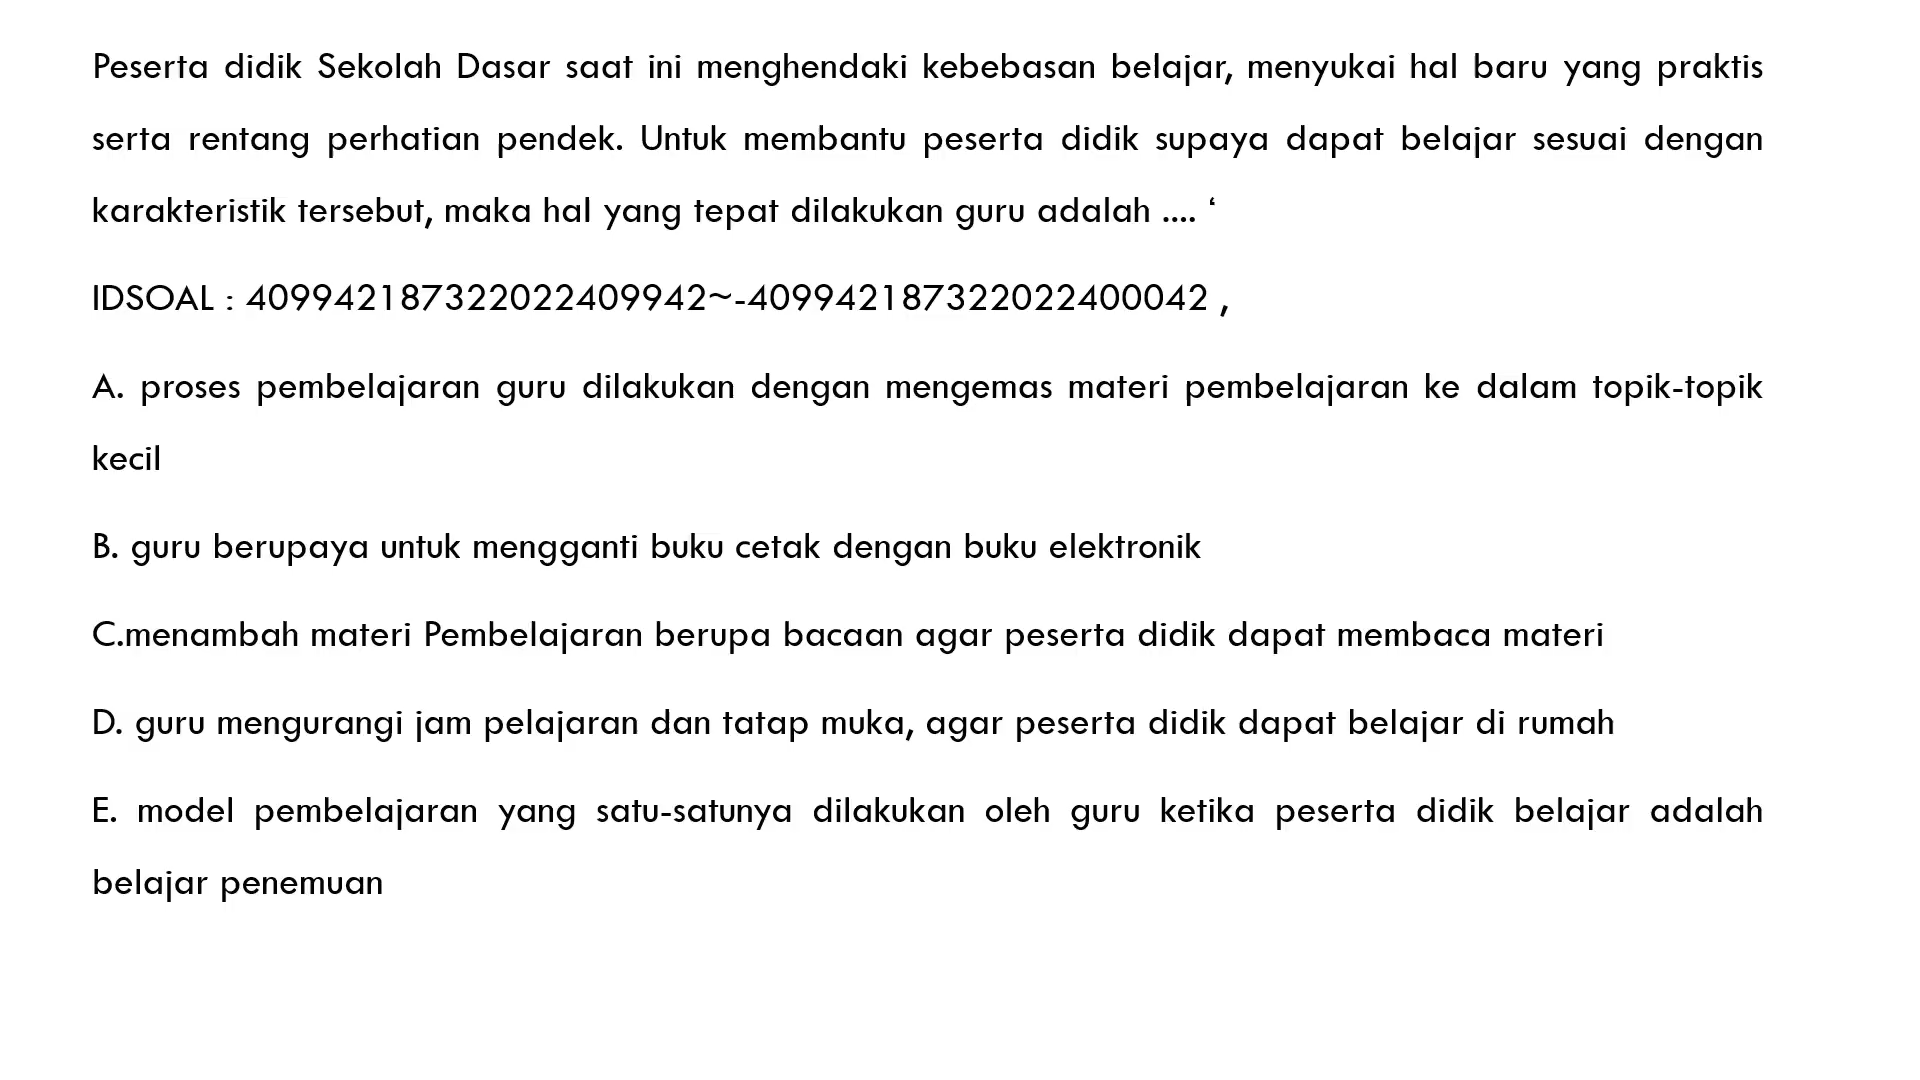 Peserta didik Sekolah Dasar saat ini menghendaki kebebasan belajar, menyukai hal baru yang praktis
serta rentang perhatian pendek. Untuk membantu peserta didik supaya dapat belajar sesuai dengan
karakteristik tersebut, maka hal yang tepat dilakukan guru adalah .... ‘
IDSOAL : 409942187322022409942~-409942187322022400042 ,
A. proses pembelajaran guru dilakukan dengan mengemas materi pembelajaran ke dalam topik-topik
kecil
B. guru berupaya untuk mengganti buku cetak dengan buku elektronik
C.menambah materi Pembelajaran berupa bacaan agar peserta didik dapat membaca materi
D. guru mengurangi jam pelajaran dan tatap muka, agar peserta didik dapat belajar di rumah
E. model pembelajaran yang satu-satunya dilakukan oleh guru ketika peserta didik belajar adalah
belajar penemuan